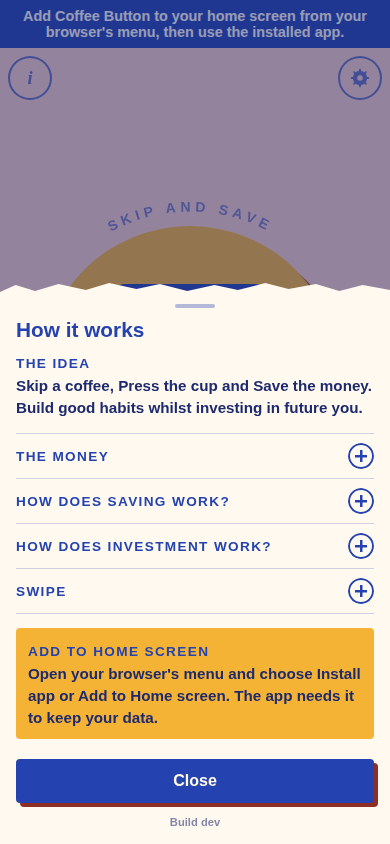 Add Coffee Button to your home screen from your
browser's menu, then use the installed app.
i
SKIP AND SAVE
How it works
THE IDEA
Skip a coffee, Press the cup and Save the money.
Build good habits whilst investing in future you.
THE MONEY
HOW DOES SAVING WORK?
HOW DOES INVESTMENT WORK?
SWIPE
ADD TO HOME SCREEN
Open your browser's menu and choose Install
app or Add to Home screen. The app needs it
to keep your data.
Close
Build dev